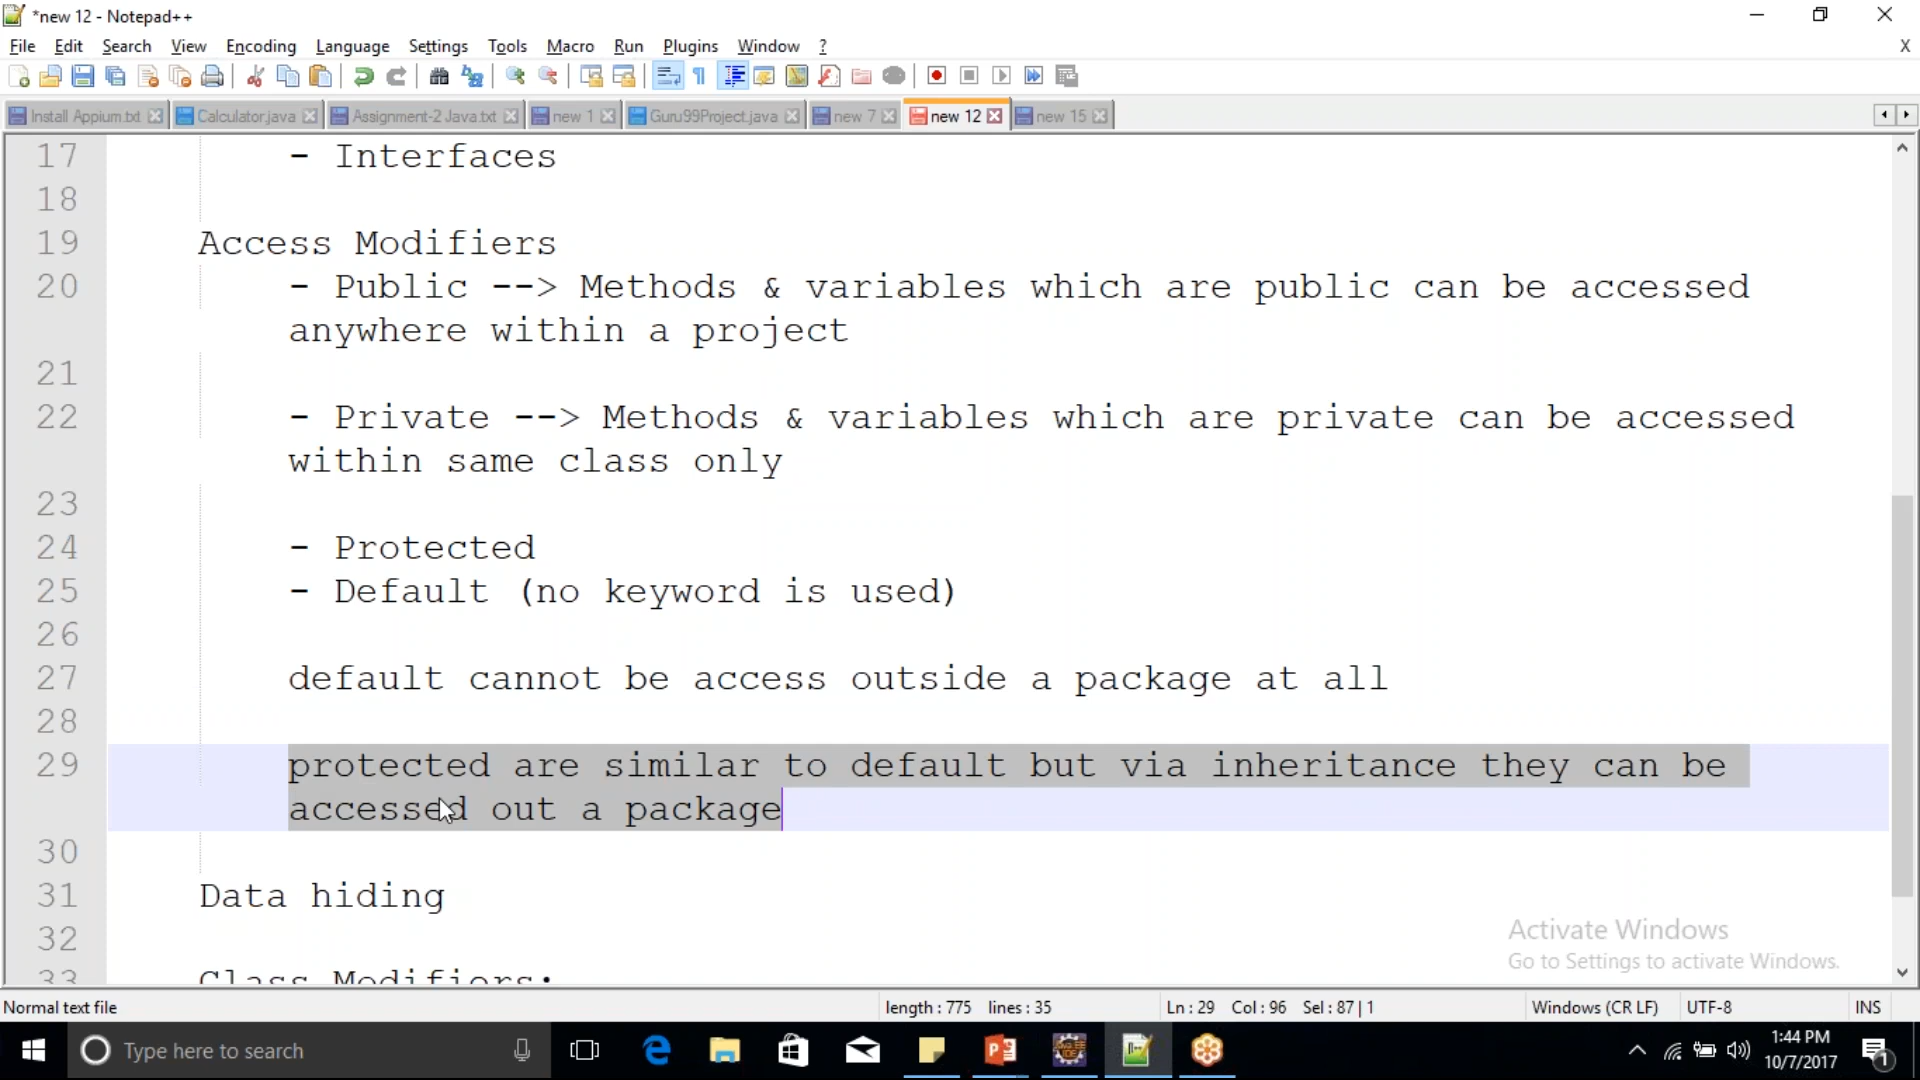 *new 12 - Notepad++
File Edit Search View Encoding Language Settings Tools Macro Run Plugins Window ? X
Install Appium.txt Calculator.java Assignment-2 Java.txt new 1 Guru99Project.java new 7 new 12 new 15
17 - Interfaces
18
19 Access Modifiers
20 - Public --> Methods & variables which are public can be accessed
anywhere within a project
21
22 - Private --> Methods & variables which are private can be accessed
within same class only
23
24 - Protected
25 - Default (no keyword is used)
26
27 default cannot be access outside a package at all
28
29 protected are similar to default but via inheritance they can be
accessed out a package
30
31 Data hiding
32
33 Class Modifiers:
Activate Windows
Go to Settings to activate Windows.
Normal text file length : 775 lines : 35 Ln : 29 Col : 96 Sel : 87 | 1 Windows (CR LF) UTF-8 INS
Type here to search
1:44 PM
10/7/2017
1